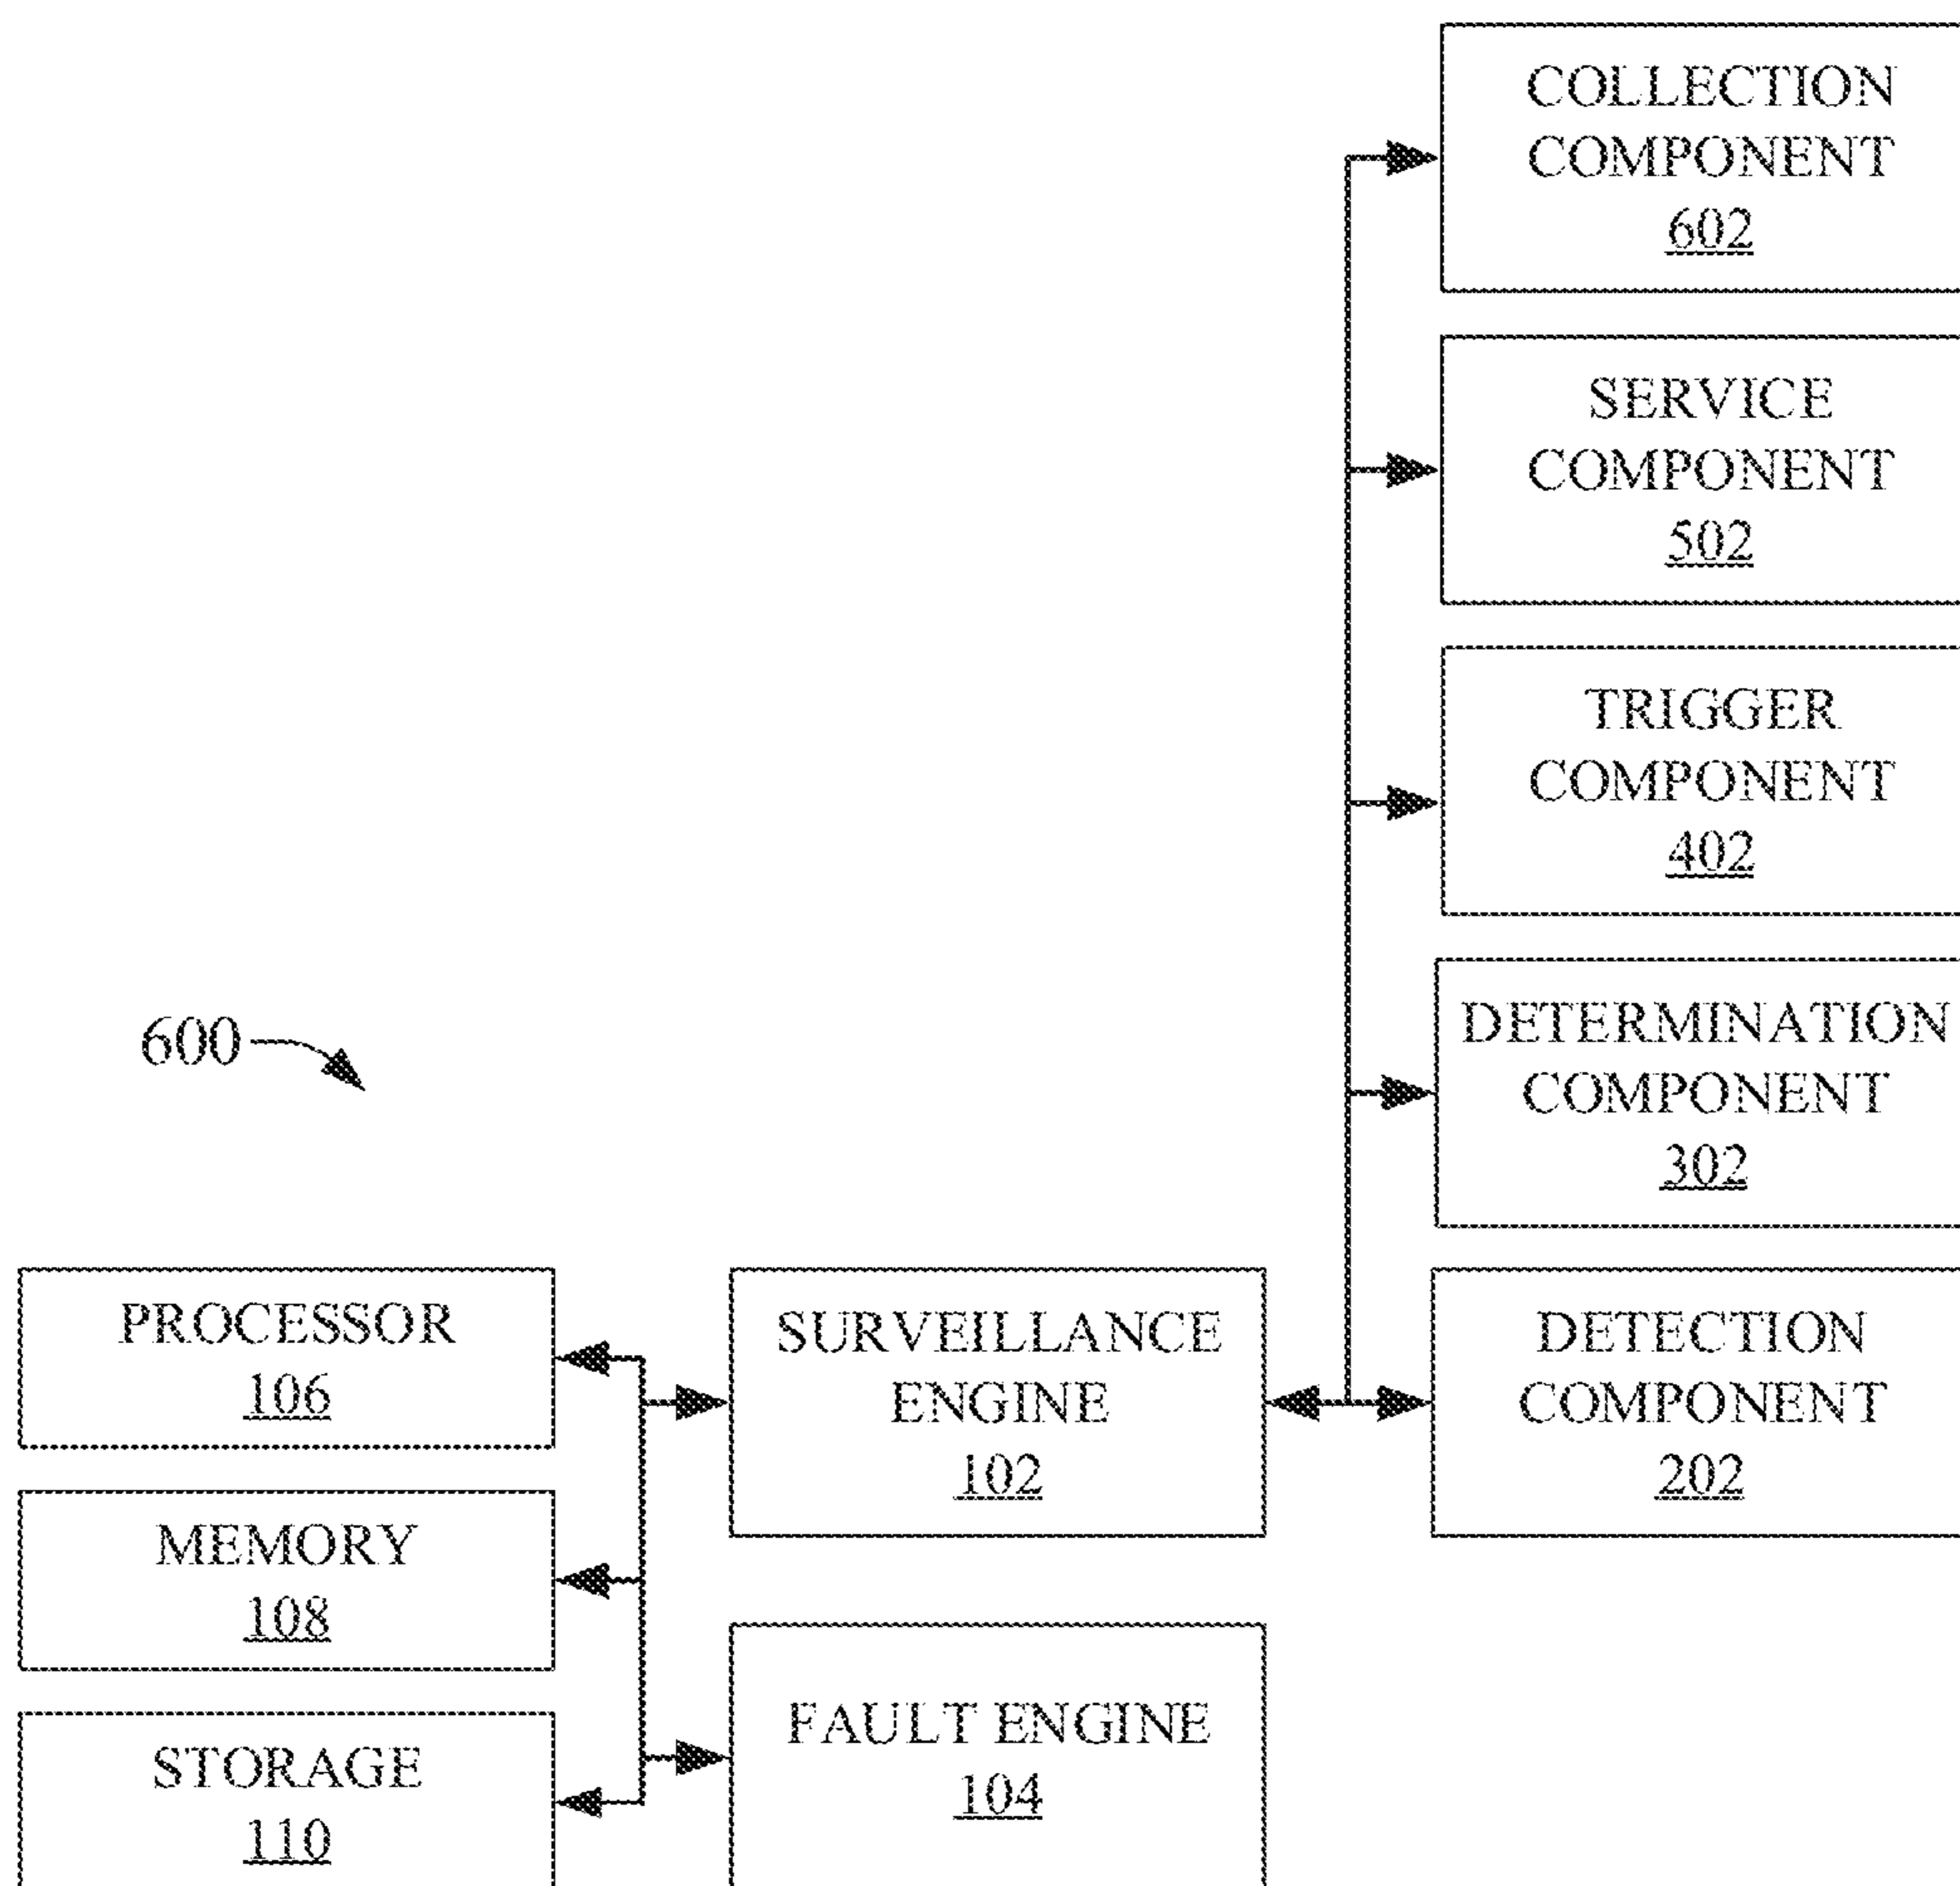 COLLECTION
COMPONENT
602
SERVICE
COMPONENT
502
TRIGGER
COMPONENT
402
DETERMINATION
COMPONENT
302
600
PROCESSOR
106
SURVEILLANCE
ENGINE
102
DETECTION
COMPONENT
202
MEMORY
108
FAULT ENGINE
104
STORAGE
110